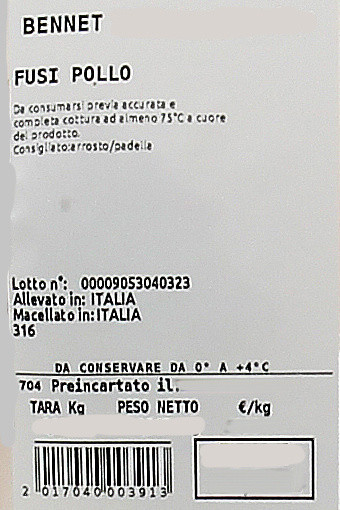 BENNET
FUSI POLLO
Da consumarsi previa accurata e
completa cottura ad almeno 75°C a cuore
del prodotto.
Consigliato:arrosto/padella
Lotto n°: 00009053040323
Allevato in: ITALIA
Macellato in:ITALIA
316
DA CONSERVARE DA 0° A +4°C
704 Preincartato il.
TARA Kg PESO NETTO €/kg
2 017040 003913